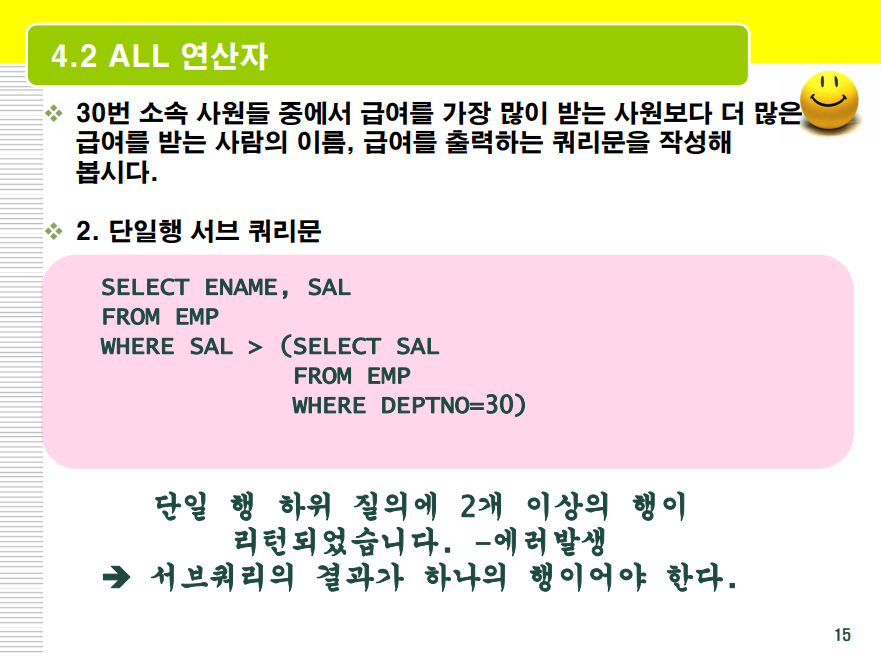 4.2 ALL 연산자
❖ 30번 소속 사원들 중에서 급여를 가장 많이 받는 사원보다 더 많은
급여를 받는 사람의 이름, 급여를 출력하는 쿼리문을 작성해
봅시다.
❖ 2. 단일행 서브 쿼리문
SELECT ENAME, SAL
FROM EMP
WHERE SAL > (SELECT SAL
FROM EMP
WHERE DEPTNO=30)
단일 행 하위 질의에 2개 이상의 행이
리턴되었습니다. –에러발생
➔ 서브쿼리의 결과가 하나의 행이어야 한다.
15